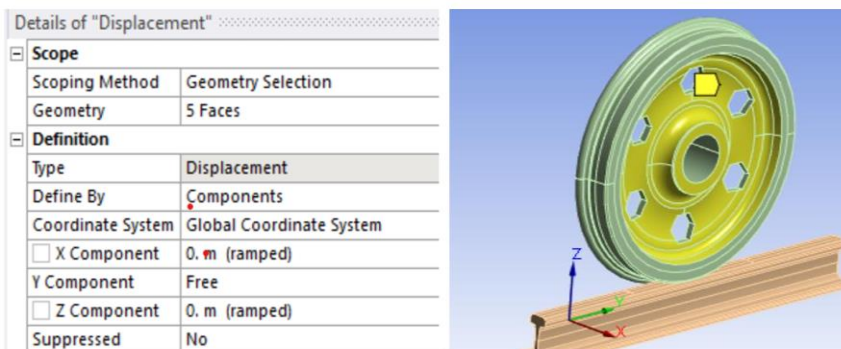 Details of "Displacement"
Scope
Scoping Method Geometry Selection
Geometry 5 Faces
Definition
Type Displacement
Define By Components
Coordinate System Global Coordinate System
X Component 0. m (ramped)
Y Component Free
Z Component 0. m (ramped)
Suppressed No
Z
Y
X